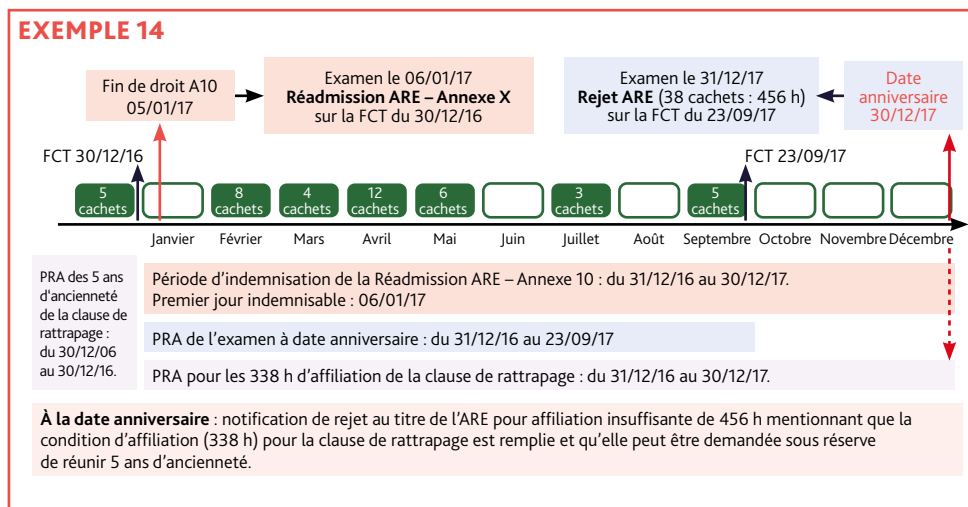 EXEMPLE 14
Fin de droit A10
05/01/17
Examen le 06/01/17
Réadmission ARE – Annexe X
sur la FCT du 30/12/16
Examen le 31/12/17
Rejet ARE (38 cachets : 456 h)
sur la FCT du 23/09/17
Date
anniversaire
30/12/17
FCT 30/12/16
FCT 23/09/17
5
cachets
8
cachets
4
cachets
12
cachets
6
cachets
3
cachets
5
cachets
Janvier Février Mars Avril Mai Juin Juillet Août Septembre Octobre Novembre Décembre
PRA des 5 ans
d'ancienneté
de la clause de
rattrapage :
du 30/12/06
au 30/12/16.
Période d’indemnisation de la Réadmission ARE – Annexe 10 : du 31/12/16 au 30/12/17.
Premier jour indemnisable : 06/01/17
PRA de l’examen à date anniversaire : du 31/12/16 au 23/09/17
PRA pour les 338 h d’affiliation de la clause de rattrapage : du 31/12/16 au 30/12/17.
À la date anniversaire : notification de rejet au titre de l’ARE pour affiliation insuffisante de 456 h mentionnant que la
condition d’affiliation (338 h) pour la clause de rattrapage est remplie et qu’elle peut être demandée sous réserve
de réunir 5 ans d’ancienneté.